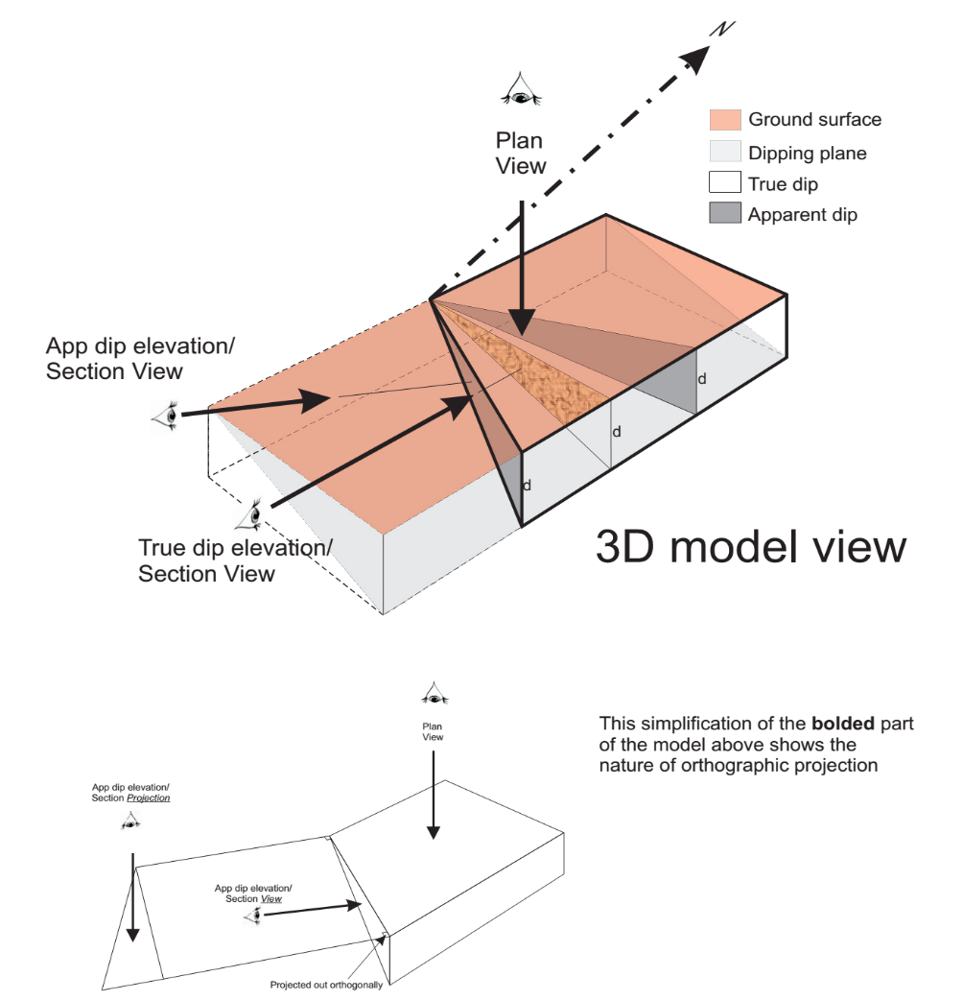 N
Plan
View
Ground surface
Dipping plane
True dip
Apparent dip
App dip elevation/
Section View
d
d
d
True dip elevation/
Section View
3D model view
Plan
View
This simplification of the bolded part
of the model above shows the
nature of orthographic projection
App dip elevation/
Section Projection
App dip elevation/
Section View
Projected out orthogonally